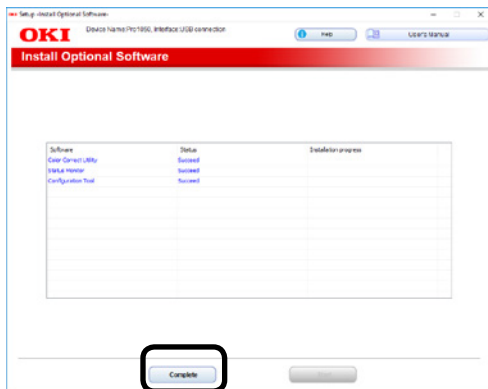 Setup -Install Optional Software-
OKI
Device Name:Pro1050, Interface:USB connection
Help
User's Manual
Install Optional Software
Software Status Installation progress
Color Correct Utility Succeed
Status Monitor Succeed
Configuration Tool Succeed
Complete